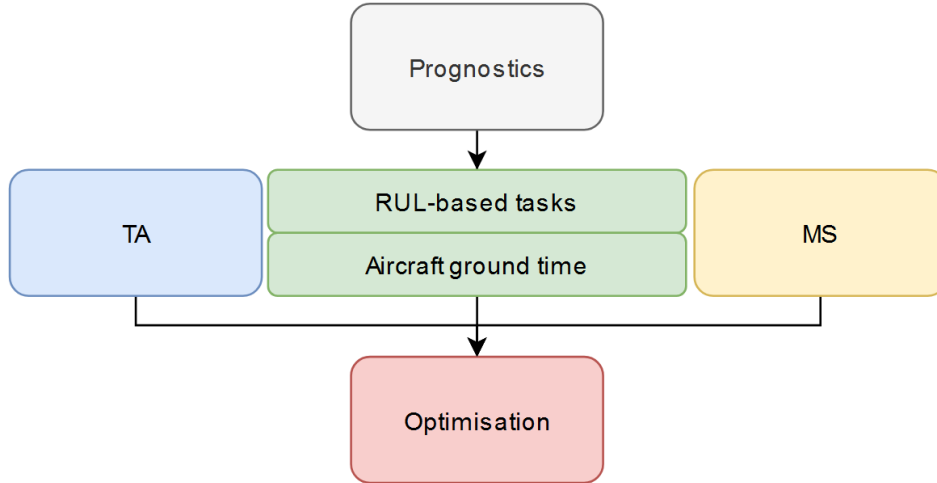 Prognostics
RUL-based tasks
TA
MS
Aircraft ground time
Optimisation